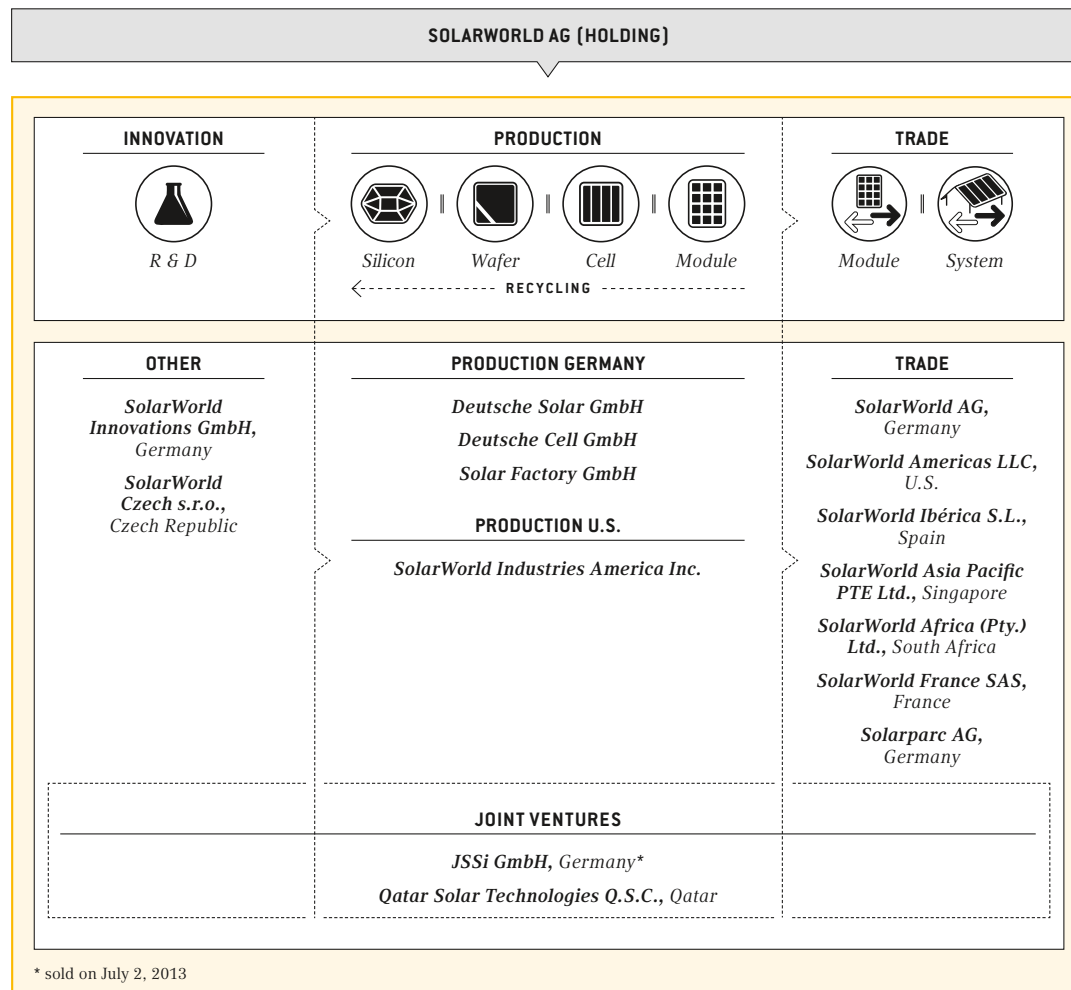 SOLARWORLD AG (HOLDING)
INNOVATION
R & D
PRODUCTION
Silicon
Wafer
Cell
Module
RECYCLING
TRADE
Module
System
OTHER
SolarWorld
Innovations GmbH,
Germany
SolarWorld
Czech s.r.o.,
Czech Republic
PRODUCTION GERMANY
Deutsche Solar GmbH
Deutsche Cell GmbH
Solar Factory GmbH
PRODUCTION U.S.
SolarWorld Industries America Inc.
TRADE
SolarWorld AG,
Germany
SolarWorld Americas LLC,
U.S.
SolarWorld Ibérica S.L.,
Spain
SolarWorld Asia Pacific
PTE Ltd., Singapore
SolarWorld Africa (Pty.)
Ltd., South Africa
SolarWorld France SAS,
France
Solarparc AG,
Germany
JOINT VENTURES
JSSi GmbH, Germany*
Qatar Solar Technologies Q.S.C., Qatar
* sold on July 2, 2013